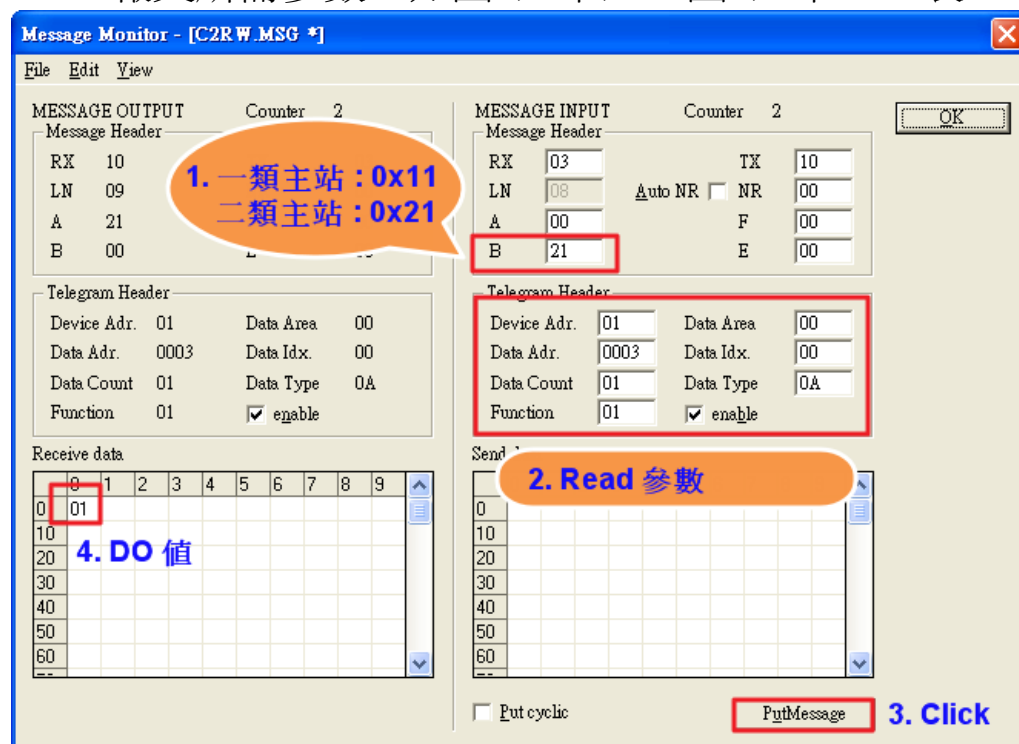 Message Monitor - [C2RW.MSG *]
File Edit View
MESSAGE OUTPUT Counter 2
Message Header
RX 10
LN 09
A 21
B 00
1. 一類主站：0x11
二類主站：0x21
MESSAGE INPUT Counter 2
Message Header
RX 03 TX 10
LN 08 Auto NR NR 00
A 00 F 00
B 21 E 00
OK
Telegram Header
Device Adr. 01 Data Area 00
Data Adr. 0003 Data Idx. 00
Data Count 01 Data Type 0A
Function 01 enable
Telegram Header
Device Adr. 01 Data Area 00
Data Adr. 0003 Data Idx. 00
Data Count 01 Data Type 0A
Function 01 enable
Receive data
0 1 2 3 4 5 6 7 8 9
0 01
10
20
30
40
50
60
4. DO 值
2. Read 參數
0
10
20
30
40
50
60
Put cyclic
PutMessage
3. Click